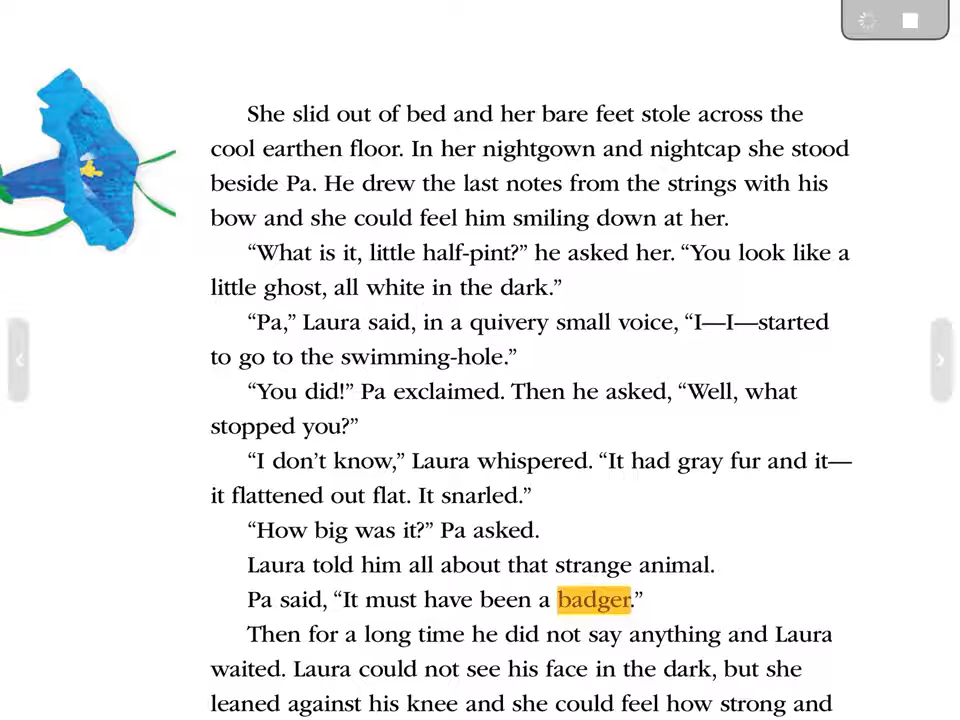 She slid out of bed and her bare feet stole across the
cool earthen floor. In her nightgown and nightcap she stood
beside Pa. He drew the last notes from the strings with his
bow and she could feel him smiling down at her.
“What is it, little half-pint?” he asked her. “You look like a
little ghost, all white in the dark.”
“Pa,” Laura said, in a quivery small voice, “I—I—started
to go to the swimming-hole.”
“You did!” Pa exclaimed. Then he asked, “Well, what
stopped you?”
“I don’t know,” Laura whispered. “It had gray fur and it—
it flattened out flat. It snarled.”
“How big was it?” Pa asked.
Laura told him all about that strange animal.
Pa said, “It must have been a badger.”
Then for a long time he did not say anything and Laura
waited. Laura could not see his face in the dark, but she
leaned against his knee and she could feel how strong and